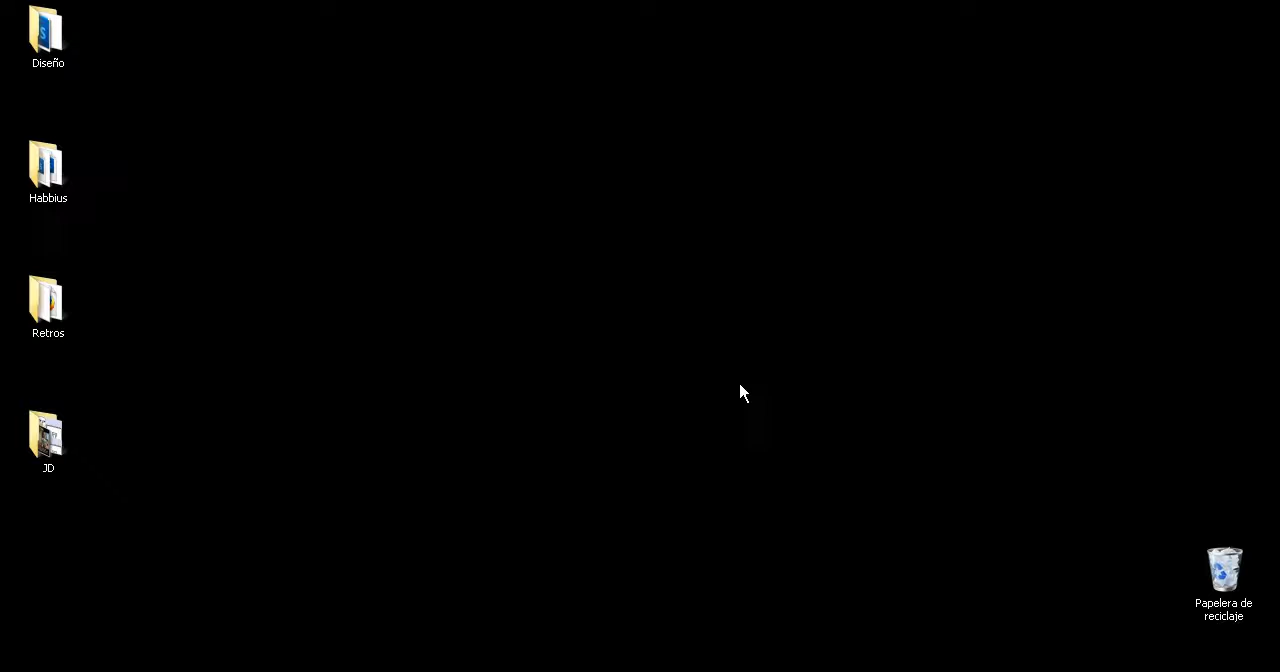 Diseño
Habbius
Retros
JD
Papelera de
reciclaje